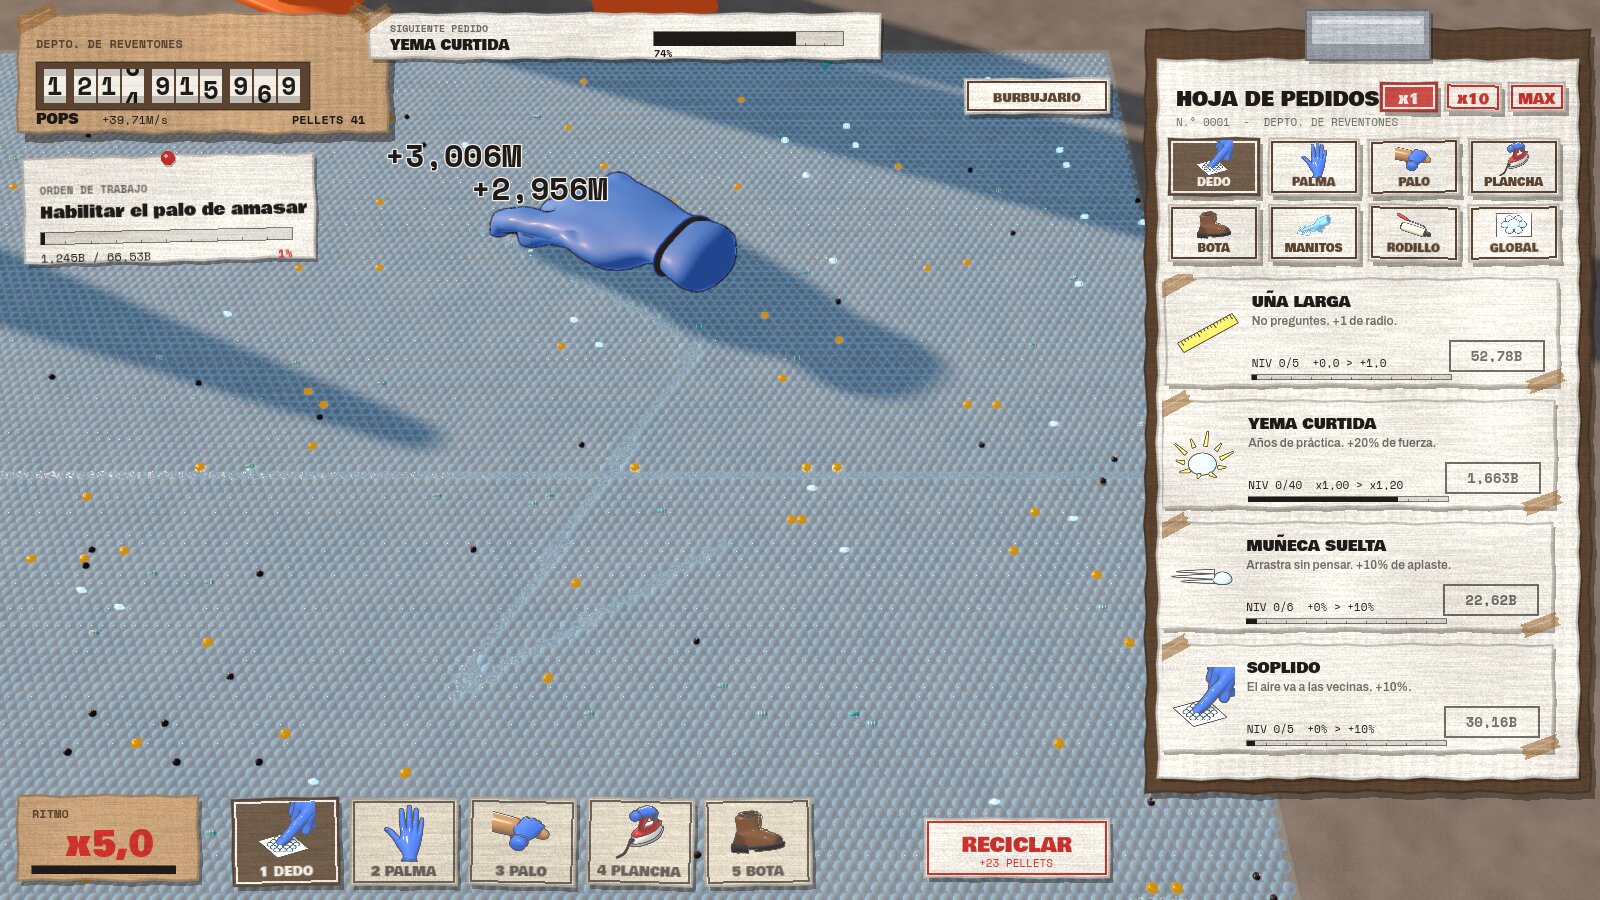 DEPTO. DE REVENTONES
POPS +39,71M/s PELLETS 41
SIGUIENTE PEDIDO
YEMA CURTIDA
74%
BURBUJARIO
ORDEN DE TRABAJO
Habilitar el palo de amasar
1,245B / 66,53B 1%
+3,006M
+2,956M
HOJA DE PEDIDOS x1 x10 MAX
N.° 0001 - DEPTO. DE REVENTONES
DEDO PALMA PALO PLANCHA
BOTA MANITOS RODILLO GLOBAL
UÑA LARGA
No preguntes. +1 de radio.
NIV 0/5 +0,0 > +1,0
52,78B
YEMA CURTIDA
Años de práctica. +20% de fuerza.
NIV 0/40 x1,00 > x1,20
1,663B
MUÑECA SUELTA
Arrastra sin pensar. +10% de aplaste.
NIV 0/6 +0% > +10%
22,62B
SOPLIDO
El aire va a las vecinas. +10%.
NIV 0/5 +0% > +10%
30,16B
RITMO
x5,0
1 DEDO 2 PALMA 3 PALO 4 PLANCHA 5 BOTA
RECICLAR
+23 PELLETS